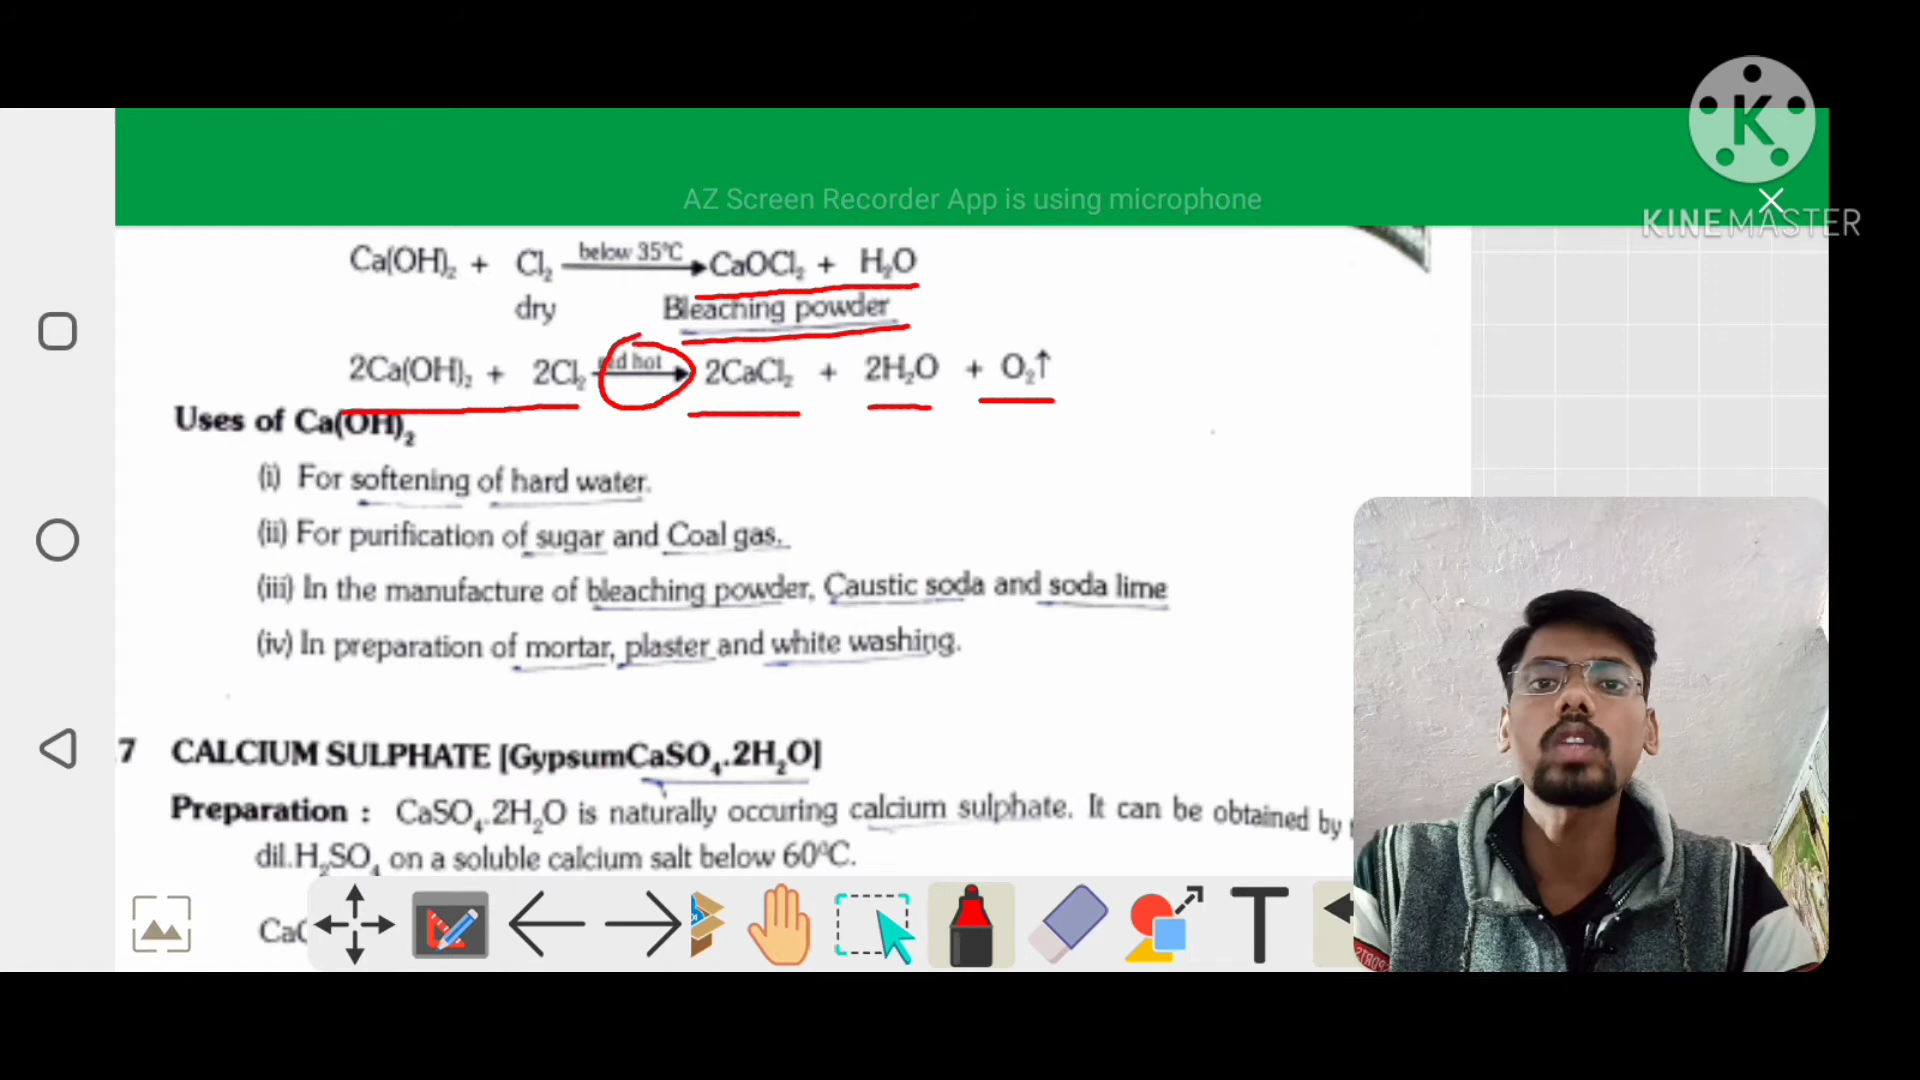 K
AZ Screen Recorder App is using microphone
KINEMASTER
Ca(OH)₂ + Cl₂ below 35°C CaOCl₂ + H₂O
dry Bleaching powder
2Ca(OH)₂ + 2Cl₂ hot 2CaCl₂ + 2H₂O + O₂↑
Uses of Ca(OH)₂
(i) For softening of hard water.
(ii) For purification of sugar and Coal gas.
(iii) In the manufacture of bleaching powder, Caustic soda and soda lime
(iv) In preparation of mortar, plaster and white washing.
.7 CALCIUM SULPHATE [GypsumCaSO₄.2H₂O]
Preparation : CaSO₄.2H₂O is naturally occuring calcium sulphate. It can be obtained by
dil.H₂SO₄ on a soluble calcium salt below 60°C.
T